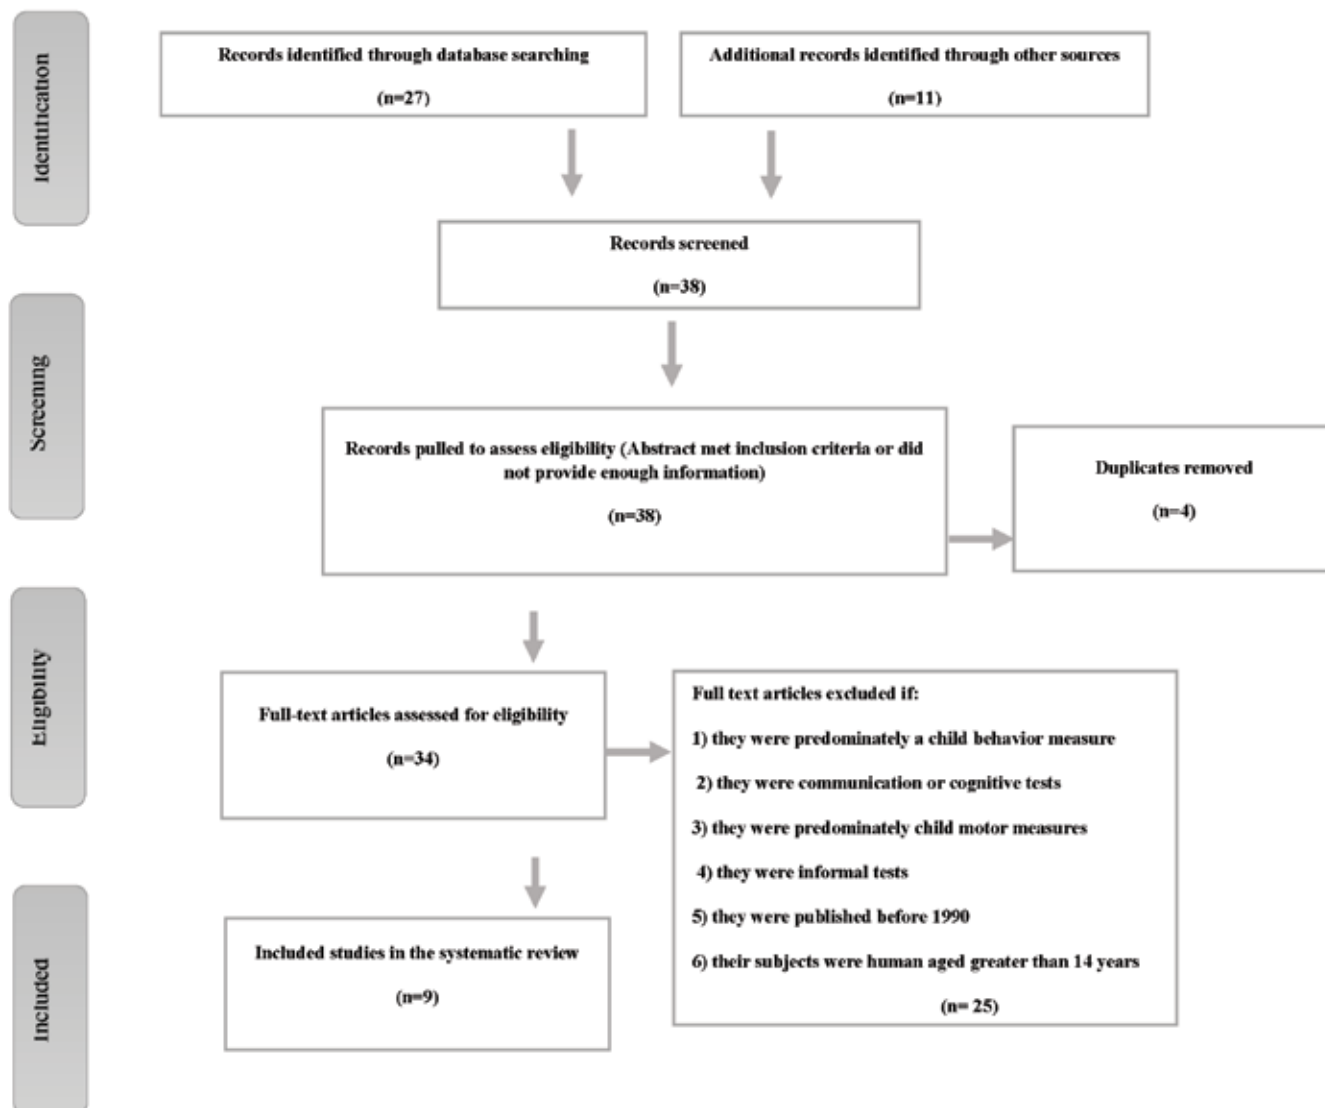 Identification
Records identified through database searching
(n=27)
Additional records identified through other sources
(n=11)
Records screened
(n=38)
Screening
Records pulled to assess eligibility (Abstract met inclusion criteria or did
not provide enough information)
(n=38)
Duplicates removed
(n=4)
Eligibility
Full-text articles assessed for eligibility
(n=34)
Full text articles excluded if:
1) they were predominately a child behavior measure
2) they were communication or cognitive tests
3) they were predominately child motor measures
4) they were informal tests
5) they were published before 1990
6) their subjects were human aged greater than 14 years
(n= 25)
Included
Included studies in the systematic review
(n=9)